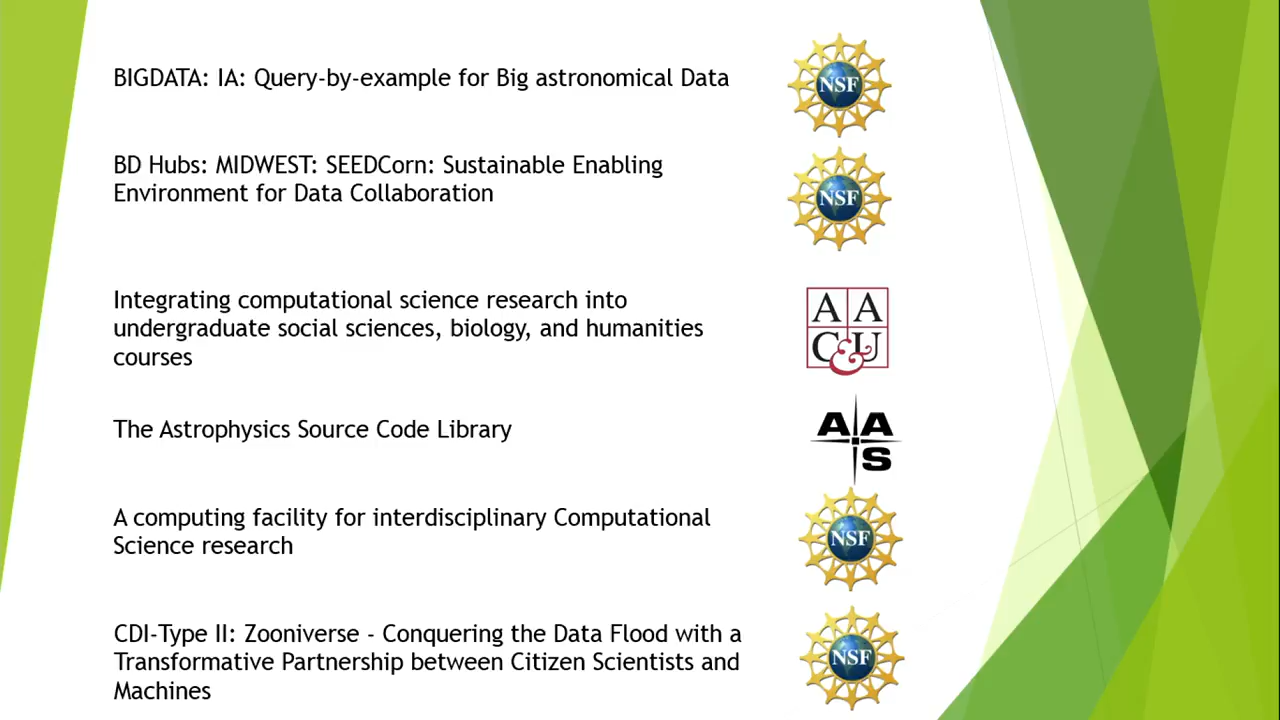 BIGDATA: IA: Query-by-example for Big astronomical Data
NSF
BD Hubs: MIDWEST: SEEDCorn: Sustainable Enabling
Environment for Data Collaboration
NSF
Integrating computational science research into
undergraduate social sciences, biology, and humanities
courses
A A
C & U
The Astrophysics Source Code Library
A A
S
A computing facility for interdisciplinary Computational
Science research
NSF
CDI-Type II: Zooniverse - Conquering the Data Flood with a
Transformative Partnership between Citizen Scientists and
Machines
NSF